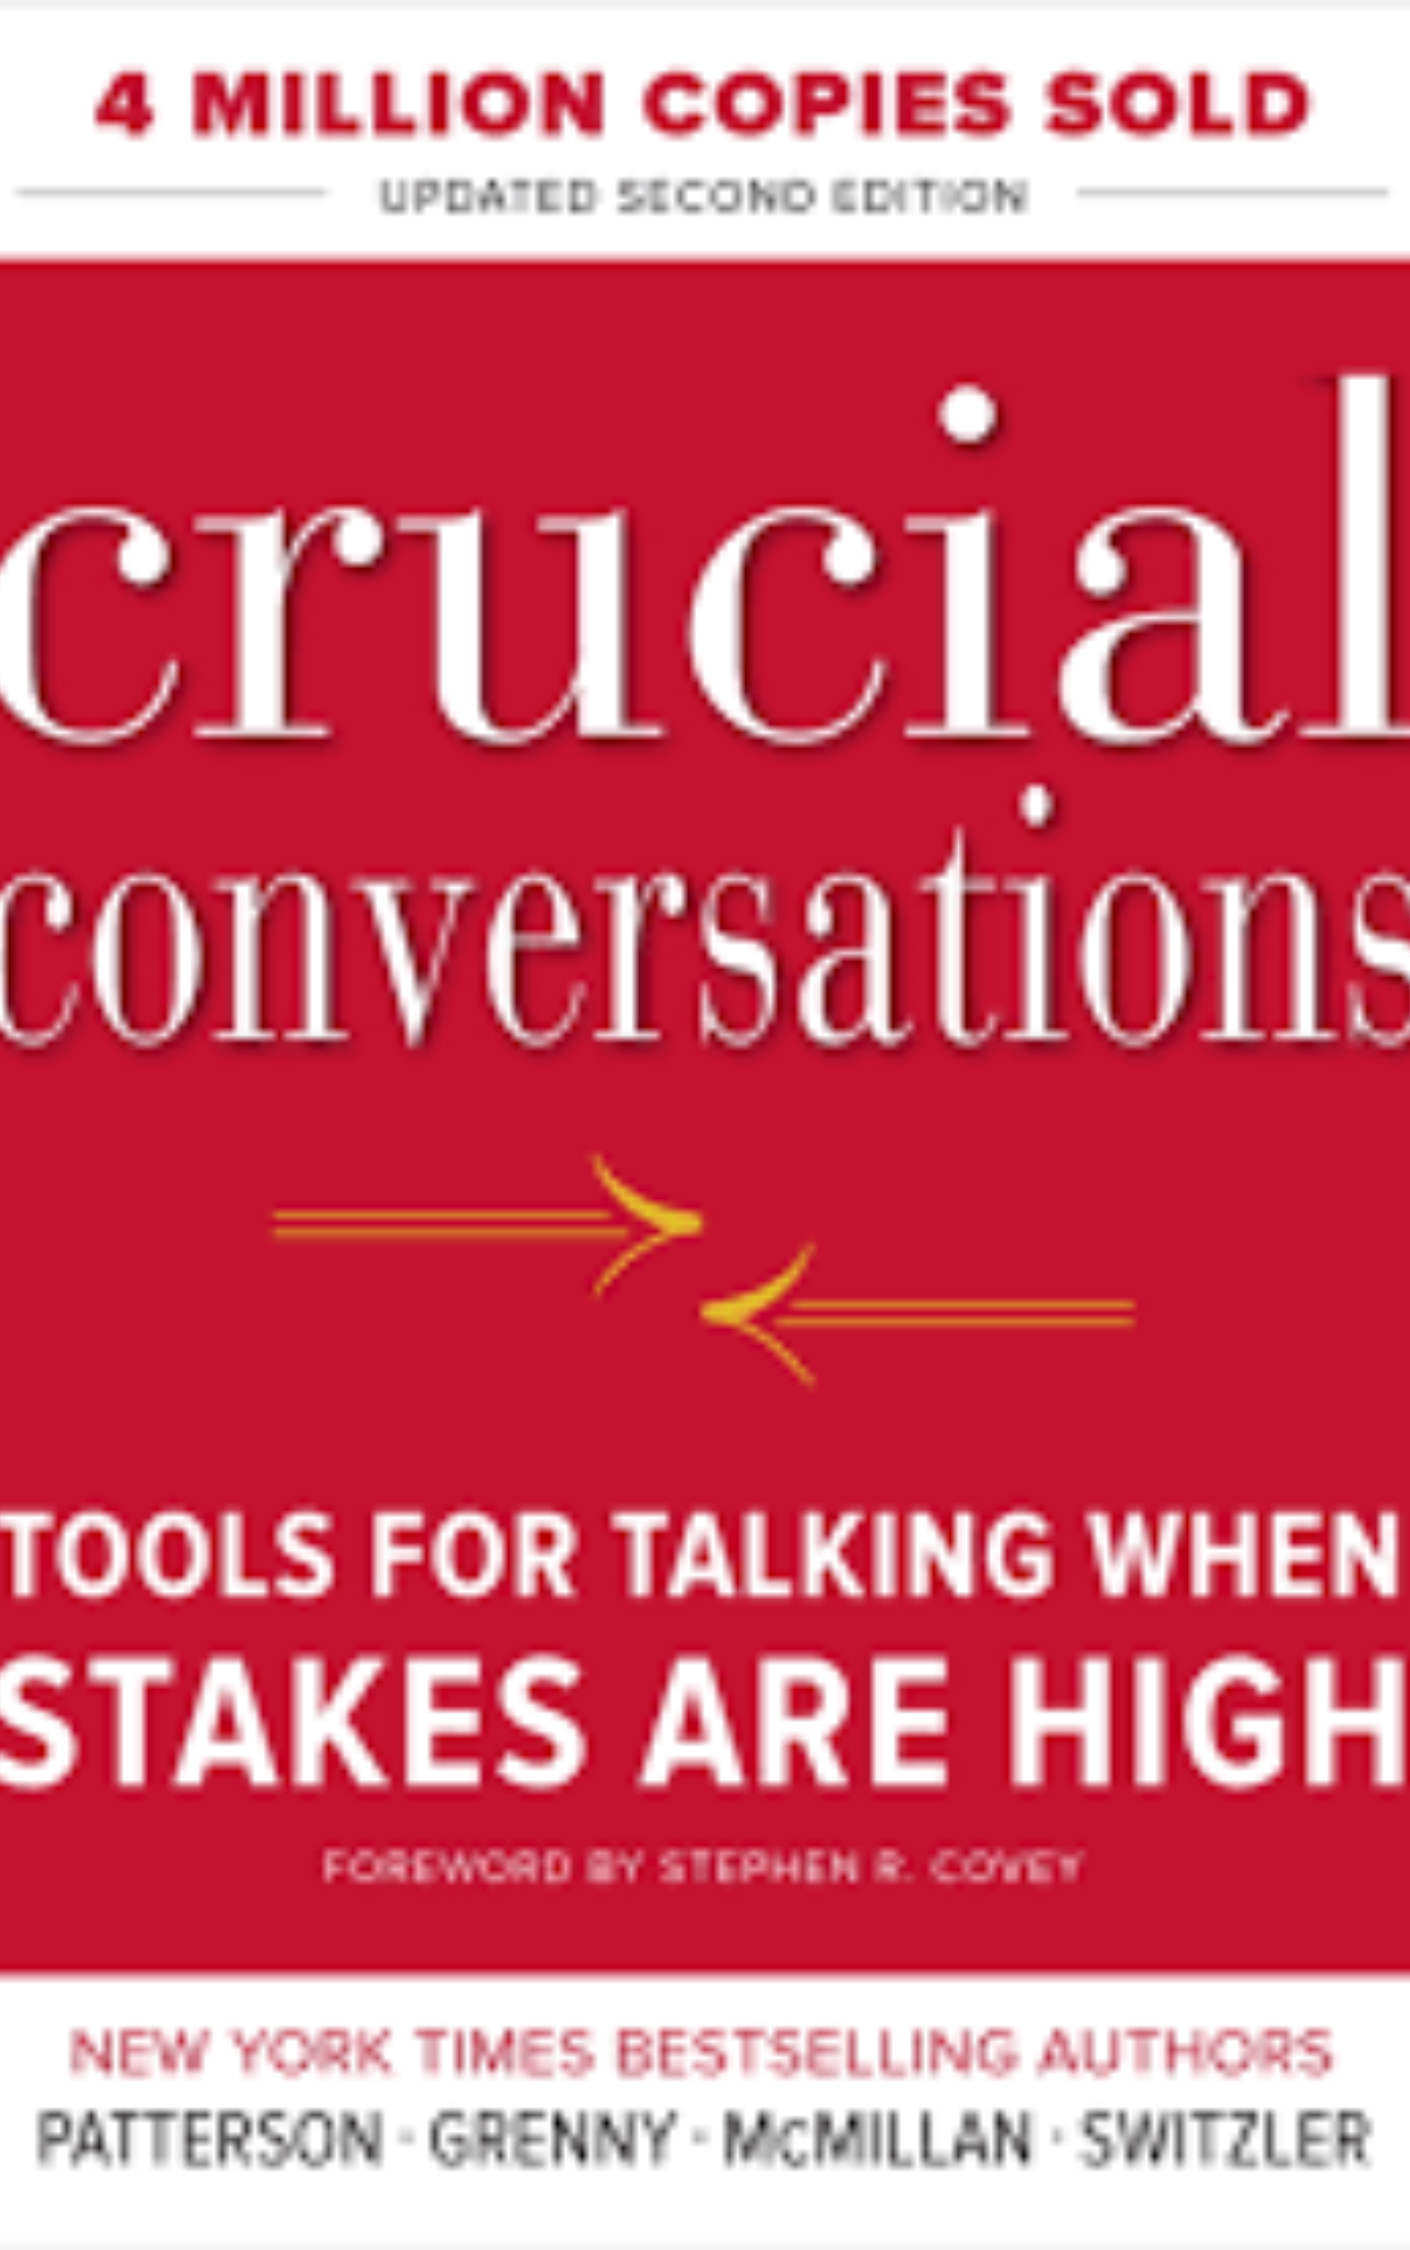 4 MILLION COPIES SOLD
UPDATED SECOND EDITION
crucial
conversations
TOOLS FOR TALKING WHEN
STAKES ARE HIGH
FOREWORD BY STEPHEN R. COVEY
NEW YORK TIMES BESTSELLING AUTHORS
PATTERSON · GRENNY · McMILLAN · SWITZLER